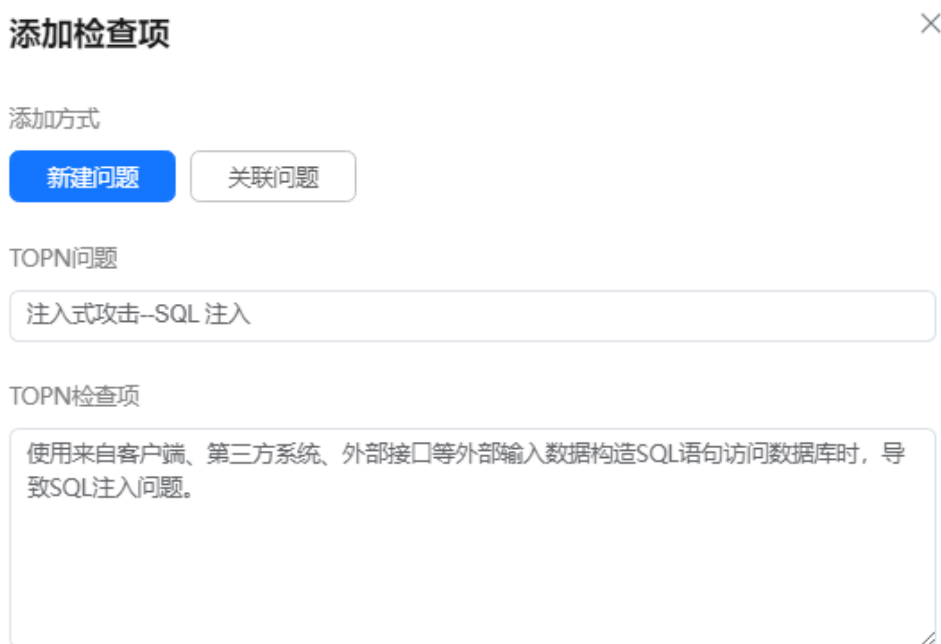 添加检查项
添加方式
新建问题 关联问题
TOPN问题
注入式攻击--SQL 注入
TOPN检查项
使用来自客户端、第三方系统、外部接口等外部输入数据构造SQL语句访问数据库时，导
致SQL注入问题。